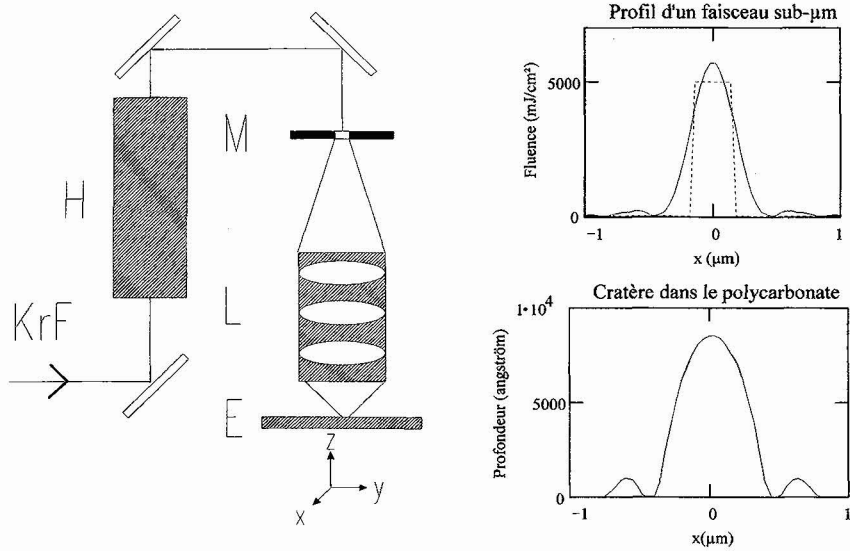 H
KrF
M
L
E
z
y
x
Profil d'un faisceau sub-µm
Fluence (mJ/cm²)
5000
0
-1
0
1
x (µm)
Cratère dans le polycarbonate
Profondeur (angström)
1•10⁴
5000
0
-1
0
1
x(µm)